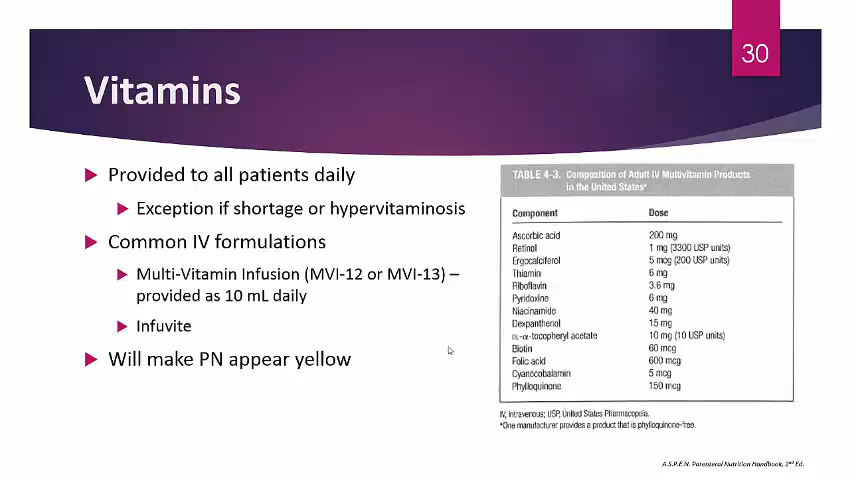 30
Vitamins
Provided to all patients daily
Exception if shortage or hypervitaminosis
Common IV formulations
Multi-Vitamin Infusion (MVI-12 or MVI-13) –
provided as 10 mL daily
Infuvite
Will make PN appear yellow
TABLE 4-3. Composition of Adult IV Multivitamin Products
in the United Statesᵃ
Component Dose
Ascorbic acid 200 mg
Retinol 1 mg (3300 USP units)
Ergocalciferol 5 mcg (200 USP units)
Thiamin 6 mg
Riboflavin 3.6 mg
Pyridoxine 6 mg
Niacinamide 40 mg
Dexpanthenol 15 mg
DL-α-tocopheryl acetate 10 mg (10 USP units)
Biotin 60 mcg
Folic acid 600 mcg
Cyanocobalamin 5 mcg
Phylloquinone 150 mcg
IV, intravenous; USP, United States Pharmacopeia.
ᵃOne manufacturer provides a product that is phylloquinone-free.
A.S.P.E.N. Parenteral Nutrition Handbook, 2ⁿᵈ Ed.